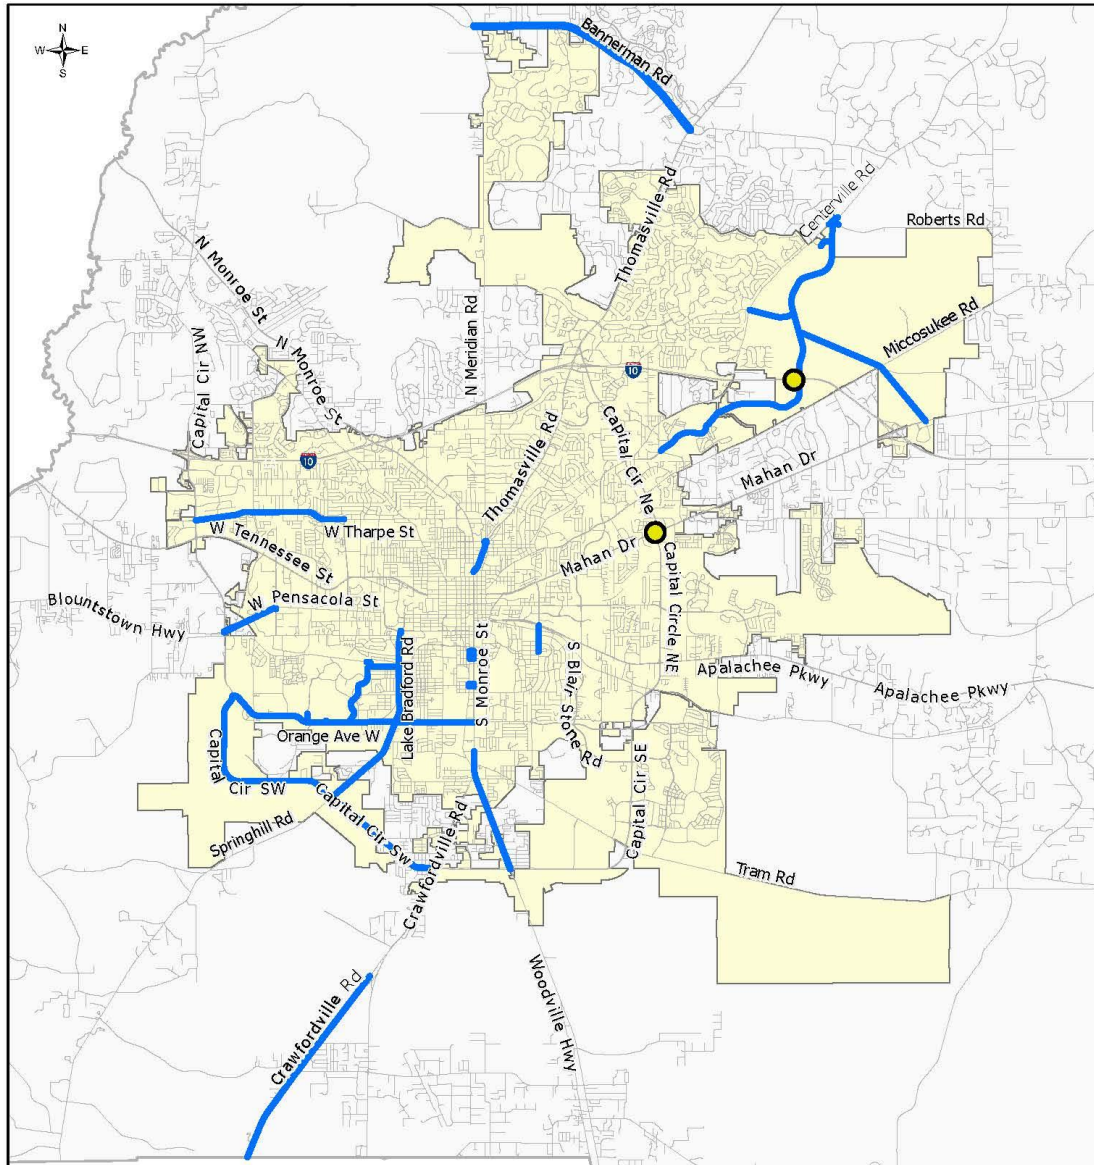 N
W E
S
Bannerman Rd
Centerville Rd
Roberts Rd
Thomasville Rd
N Monroe St
N Meridian Rd
Miccosukee Rd
Capital Cir NW
N Monroe St
10
Capital Cir Ne
10
Thomasville Rd
Mahan Dr
W Tharpe St
W Tennessee St
Mahan Dr
Capital Circle NE
W Pensacola St
Blountstown Hwy
Lake Bradford Rd
S Monroe St
S Blair Stone Rd
Apalachee Pkwy
Apalachee Pkwy
Orange Ave W
Capital
Cir SW
Capital Cir SE
Capital Cir Sw
Springhill Rd
Crawfordville Rd
Tram Rd
Woodville Hwy
Crawfordville Rd